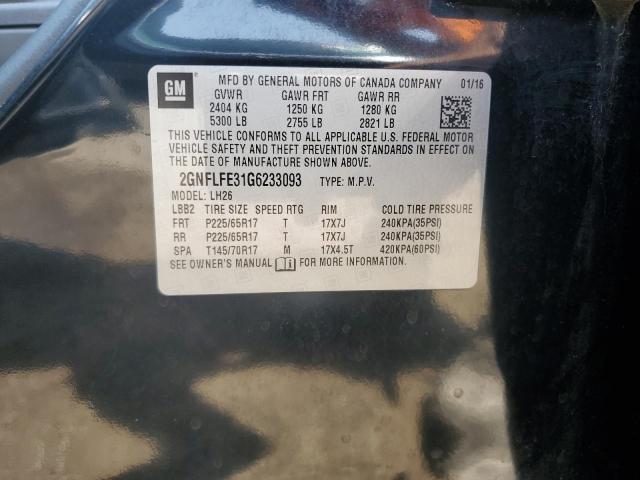 GM
MFD BY GENERAL MOTORS OF CANADA COMPANY 01/16
GVWR GAWR FRT GAWR RR
2404 KG 1250 KG 1280 KG
5300 LB 2755 LB 2821 LB
THIS VEHICLE CONFORMS TO ALL APPLICABLE U.S. FEDERAL MOTOR
VEHICLE SAFETY AND THEFT PREVENTION STANDARDS IN EFFECT ON
THE DATE OF MANUFACTURE SHOWN ABOVE.
2GNFLFE31G6233093 TYPE: M.P.V.
MODEL: LH26
LBB2 TIRE SIZE SPEED RTG RIM COLD TIRE PRESSURE
FRT P225/65R17 T 17X7J 240KPA(35PSI)
RR P225/65R17 T 17X7J 240KPA(35PSI)
SPA T145/70R17 M 17X4.5T 420KPA(60PSI)
SEE OWNER'S MANUAL FOR MORE INFORMATION.